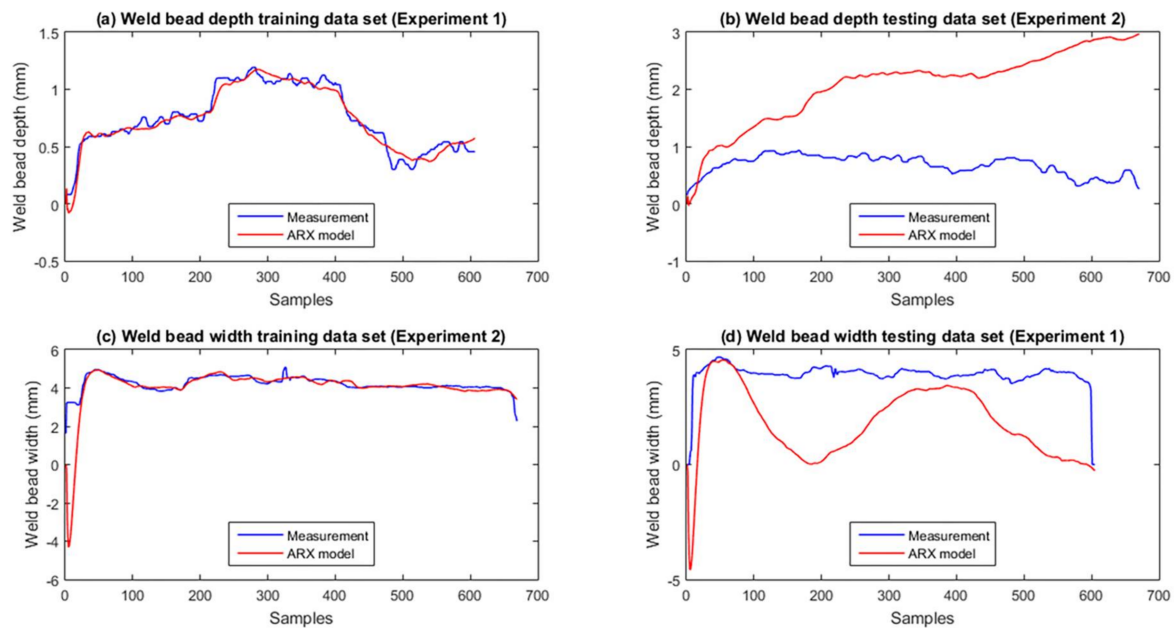 (a) Weld bead depth training data set (Experiment 1)
1.5
1
0.5
0
-0.5
Weld bead depth (mm)
Measurement
ARX model
0 100 200 300 400 500 600 700
Samples
(b) Weld bead depth testing data set (Experiment 2)
3
2
1
0
-1
Weld bead depth (mm)
Measurement
ARX model
0 100 200 300 400 500 600 700
Samples
(c) Weld bead width training data set (Experiment 2)
6
4
2
0
-2
-4
-6
Weld bead width (mm)
Measurement
ARX model
0 100 200 300 400 500 600 700
Samples
(d) Weld bead width testing data set (Experiment 1)
5
0
-5
Weld bead width (mm)
Measurement
ARX model
0 100 200 300 400 500 600 700
Samples